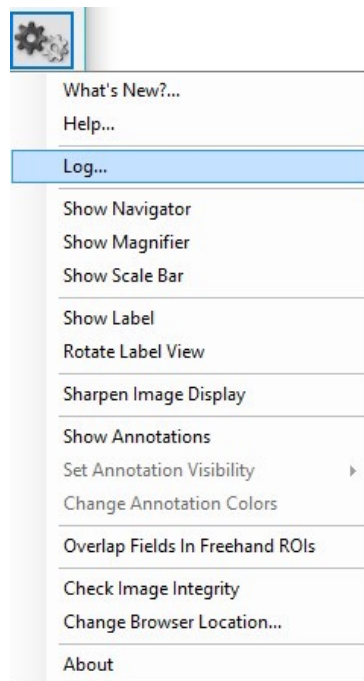 What's New?...
Help...
Log...
Show Navigator
Show Magnifier
Show Scale Bar
Show Label
Rotate Label View
Sharpen Image Display
Show Annotations
Set Annotation Visibility
Change Annotation Colors
Overlap Fields In Freehand ROIs
Check Image Integrity
Change Browser Location...
About